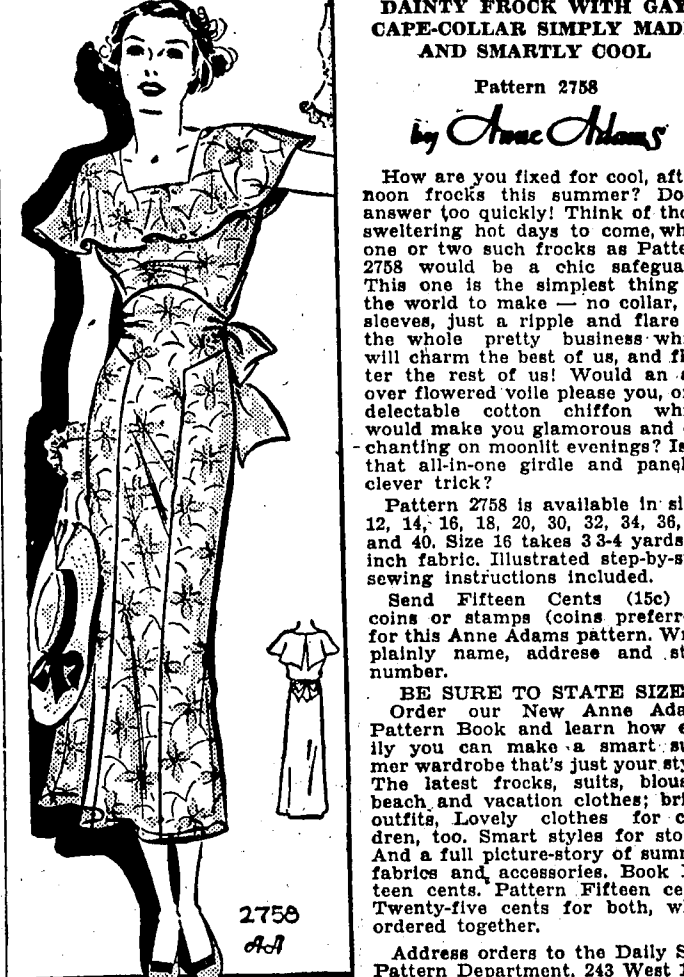 DAINTY FROCK WITH GAY
CAPE-COLLAR SIMPLY MADE
AND SMARTLY COOL
Pattern 2758
by Anne Adams
How are you fixed for cool, aft
noon frocks this summer? Do
answer too quickly! Think of tho
sweltering hot days to come, wh
one or two such frocks as Patte
2758 would be a chic safegua
This one is the simplest thing
the world to make — no collar,
sleeves, just a ripple and flare
the whole pretty business whi
will charm the best of us, and fl
ter the rest of us! Would an a
over flowered voile please you, o
delectable cotton chiffon whi
would make you glamorous and
chanting on moonlit evenings? Is
that all-in-one girdle and panel
clever trick?
Pattern 2758 is available in si
12, 14, 16, 18, 20, 30, 32, 34, 36,
and 40. Size 16 takes 3 3-4 yards
inch fabric. Illustrated step-by-s
sewing instructions included.
Send Fifteen Cents (15c)
coins or stamps (coins preferr
for this Anne Adams pattern. Wr
plainly name, addrese and st
number.
BE SURE TO STATE SIZE
Order our New Anne Ada
Pattern Book and learn how e
ily you can make a smart su
mer wardrobe that's just your sty
The latest frocks, suits, blous
beach and vacation clothes; bri
outfits, Lovely clothes for c
dren, too. Smart styles for sto
And a full picture-story of summ
fabrics and accessories. Book
teen cents. Pattern Fifteen ce
Twenty-five cents for both, w
ordered together.
Address orders to the Daily S
Pattern Department, 243 West 1
2758
AA